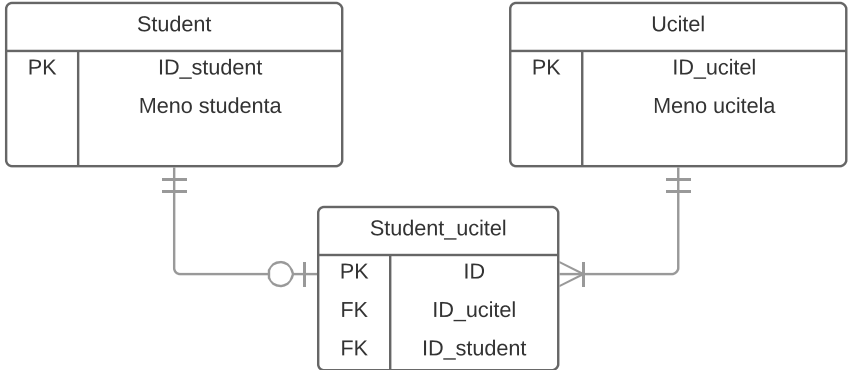 Student
PK ID_student
Meno studenta
Ucitel
PK ID_ucitel
Meno ucitela
Student_ucitel
PK ID
FK ID_ucitel
FK ID_student